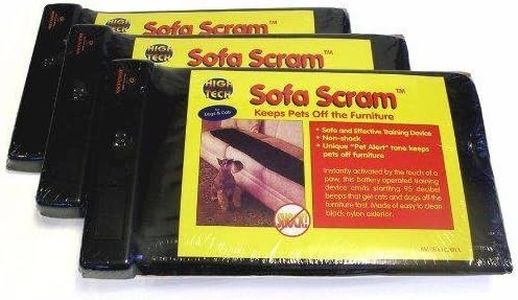 Sofa Scram™
Sofa Scram™
HIGH
TECH
Sofa Scram™
Keeps Pets Off the Furniture
Dogs & Cats
• Safe and Effective Training Device
• Non-shock
• Unique "Pet Alert" tone keeps
pets off furniture
Instantly activated by the touch of a
paw, this battery operated training
device emits startling 95 decibel
beeps that get cats and dogs off the
furniture fast. Made of easy to clean
black nylon exterior.
SHOCK!